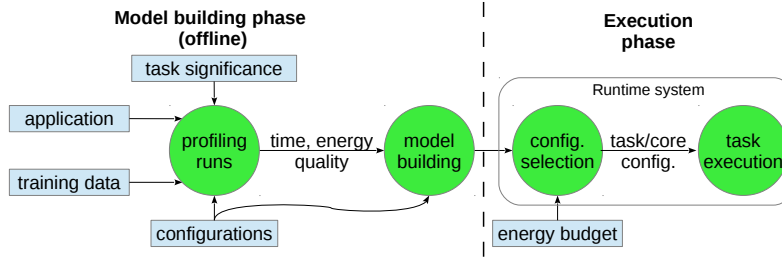 Model building phase
(offline)
Execution
phase
task significance
Runtime system
application
profiling
runs
time, energy
quality
model
building
config.
selection
task/core
config.
task
execution
training data
configurations
energy budget